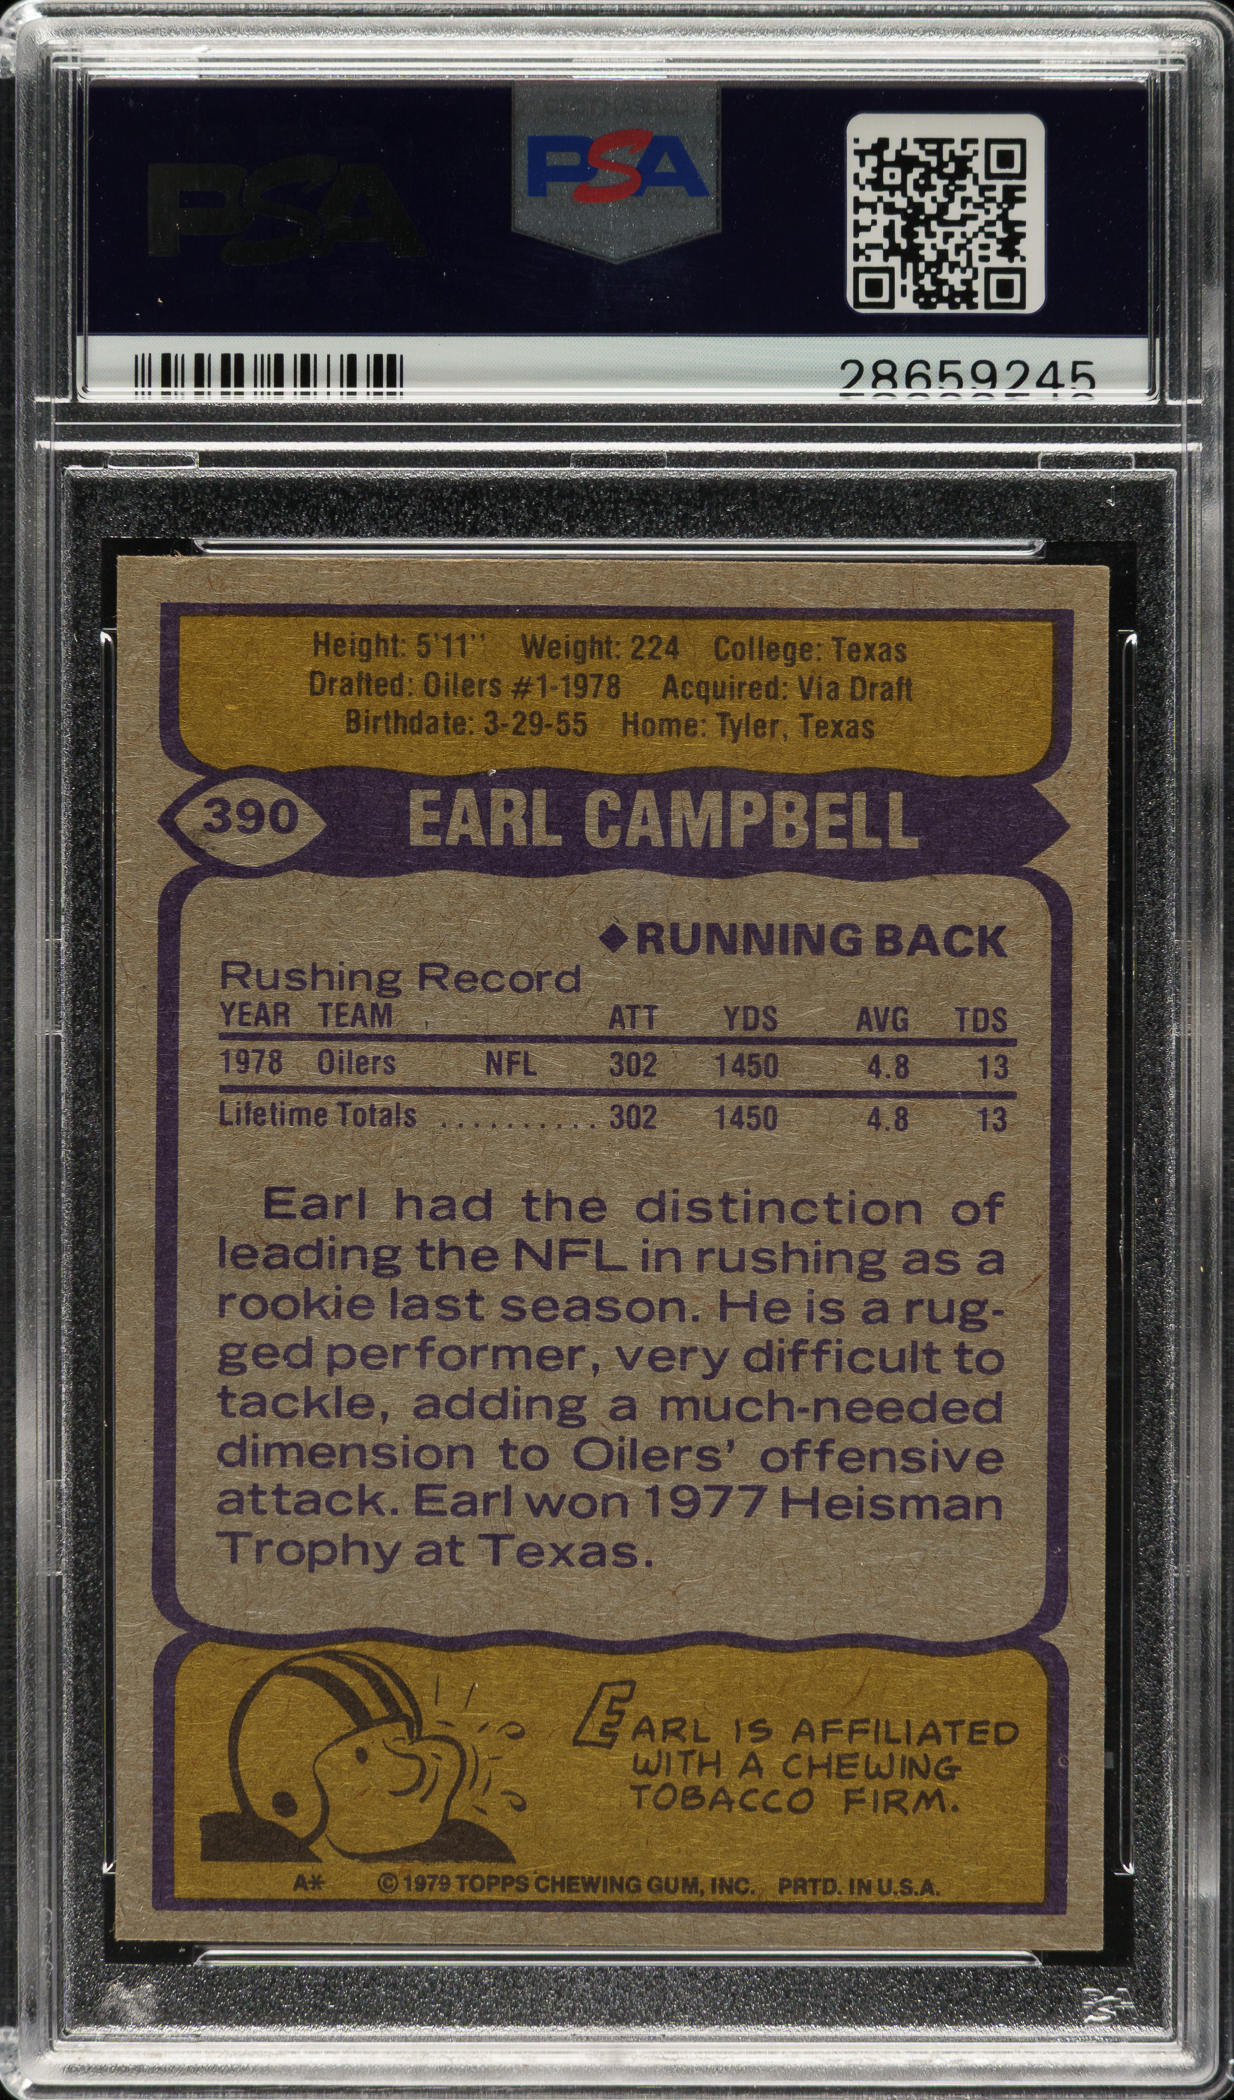 PSA
PSA
28659245
Height: 5'11" Weight: 224 College: Texas
Drafted: Oilers #1-1978 Acquired: Via Draft
Birthdate: 3-29-55 Home: Tyler, Texas
390 EARL CAMPBELL
◆RUNNING BACK
Rushing Record
YEAR TEAM ATT YDS AVG TDS
1978 Oilers NFL 302 1450 4.8 13
Lifetime Totals .......... 302 1450 4.8 13
Earl had the distinction of
leading the NFL in rushing as a
rookie last season. He is a rug-
ged performer, very difficult to
tackle, adding a much-needed
dimension to Oilers' offensive
attack. Earl won 1977 Heisman
Trophy at Texas.
EARL IS AFFILIATED
WITH A CHEWING
TOBACCO FIRM.
A* © 1979 TOPPS CHEWING GUM, INC. PRTD. IN U.S.A.
PSA